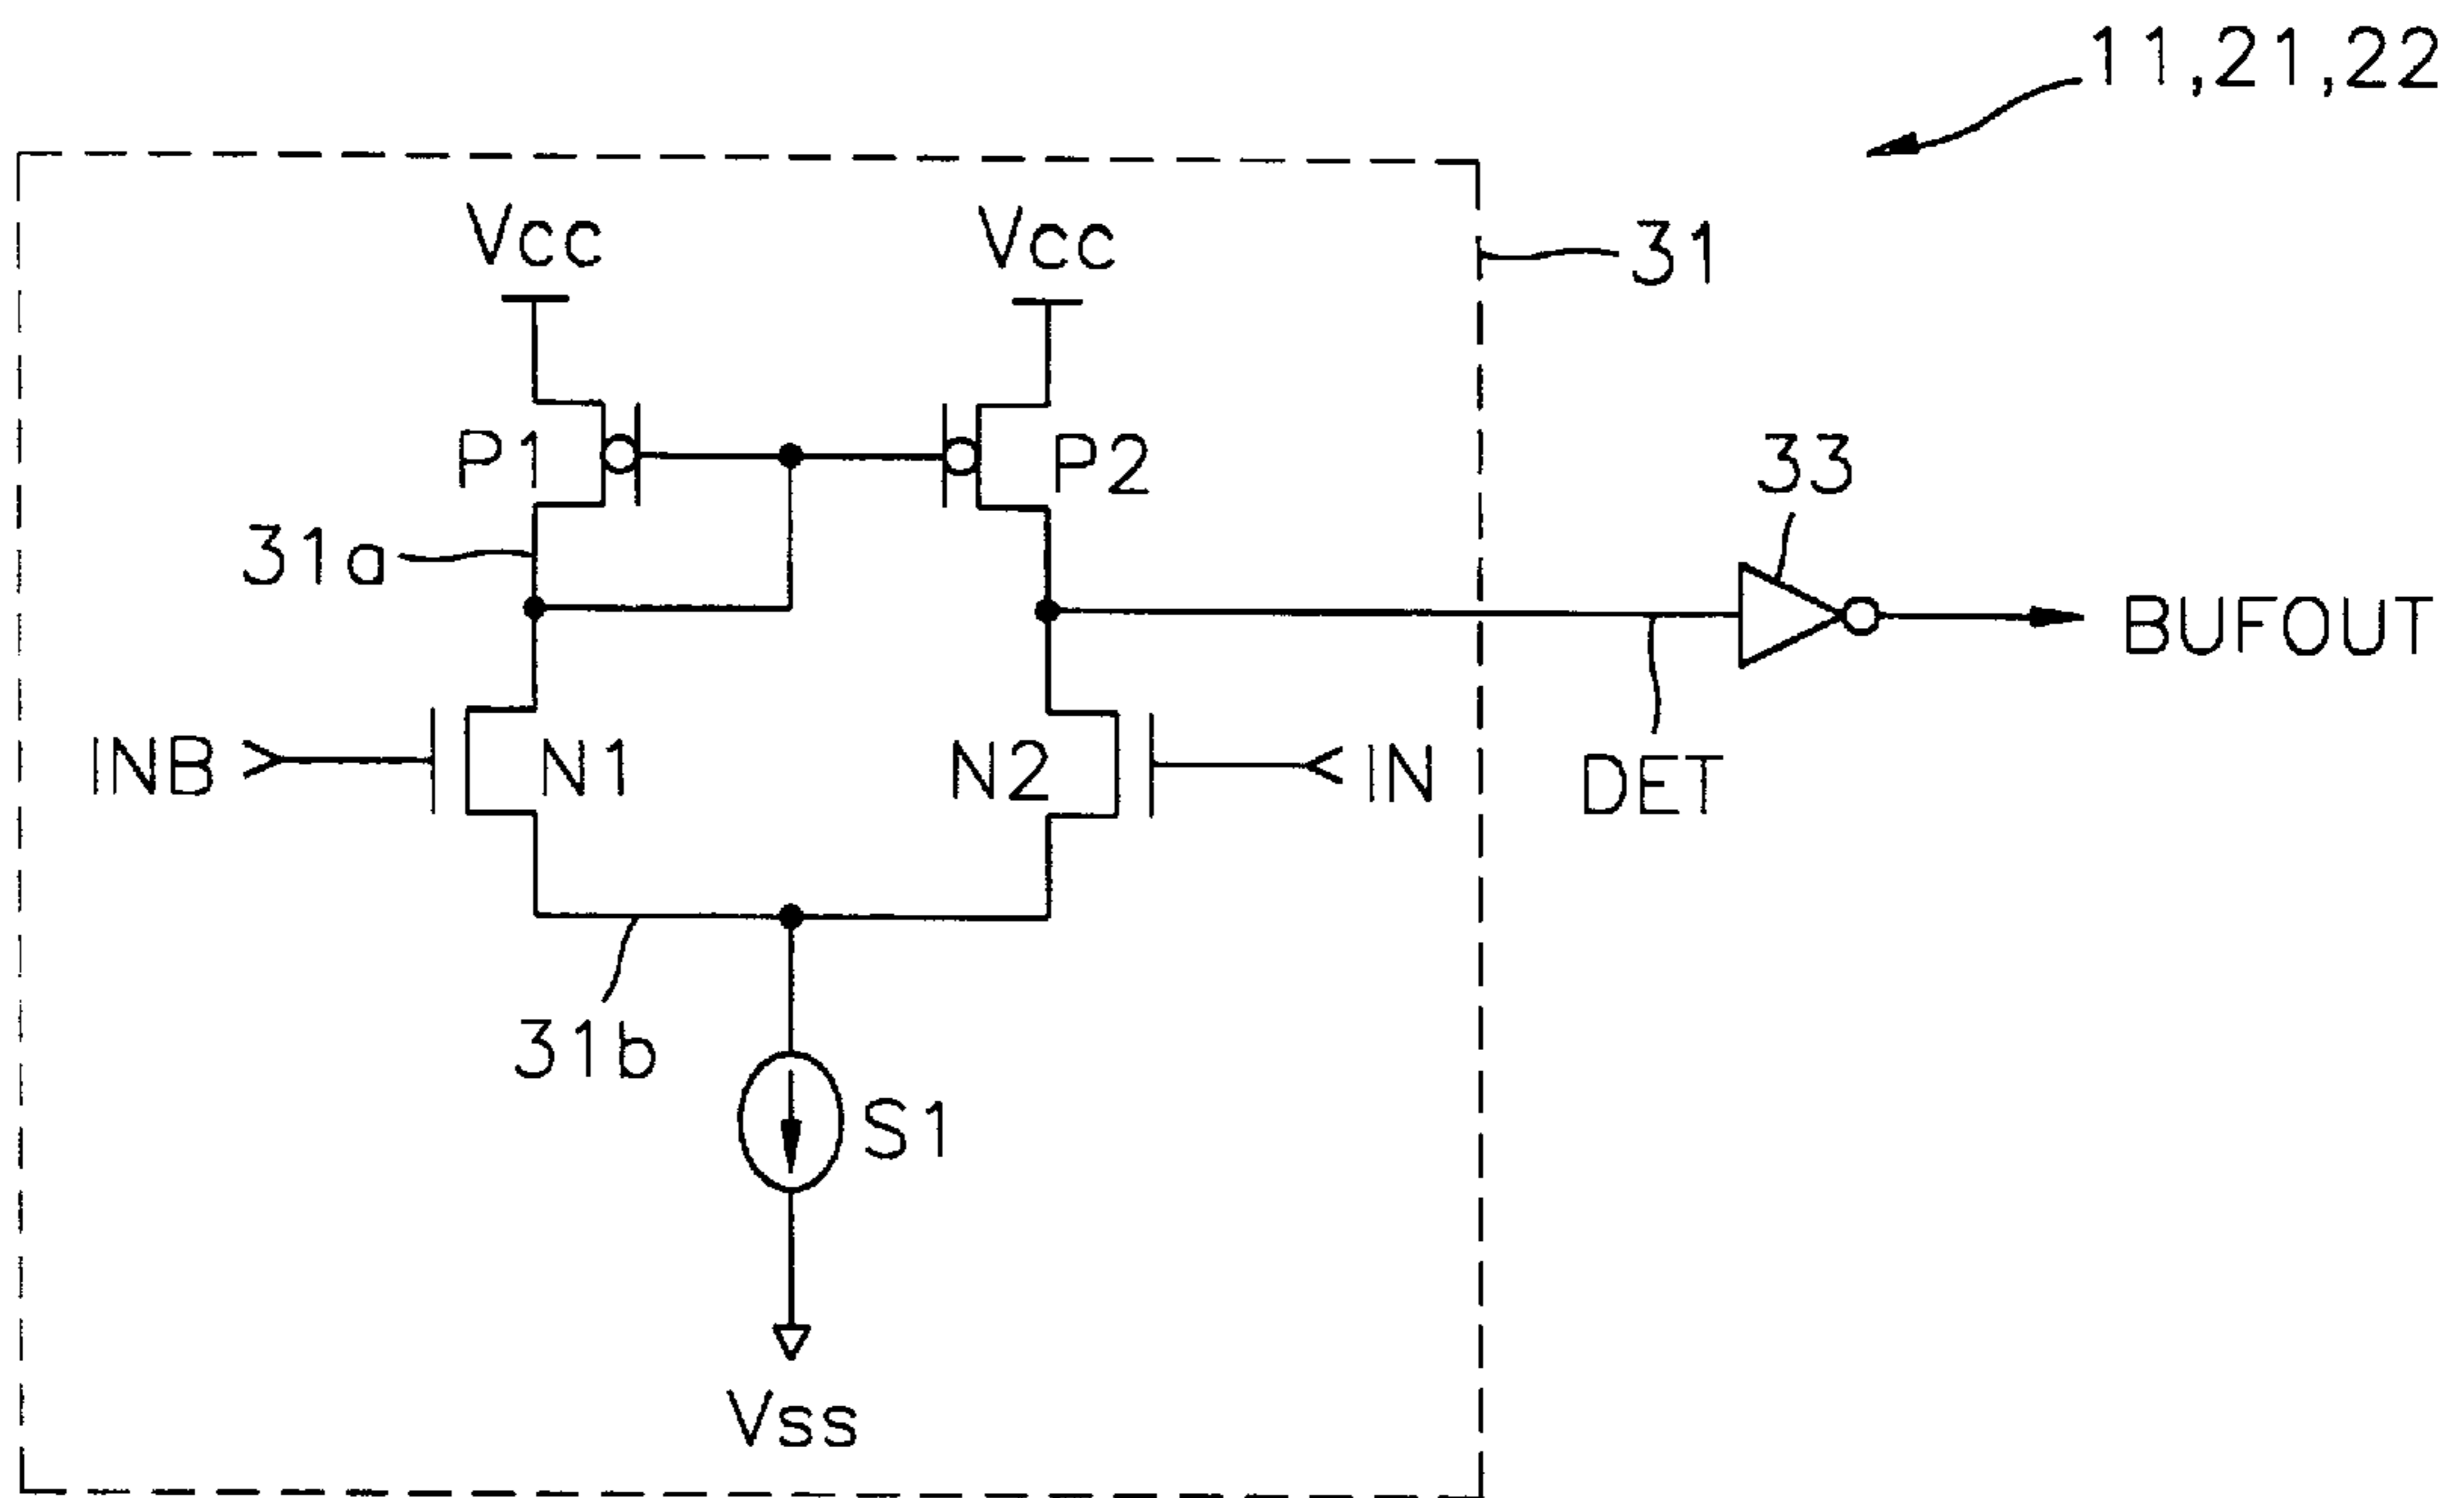 11,21,22
Vcc
Vcc
31
P1
P2
33
31a
BUFOUT
INB
N1
N2
IN
DET
31b
S1
Vss